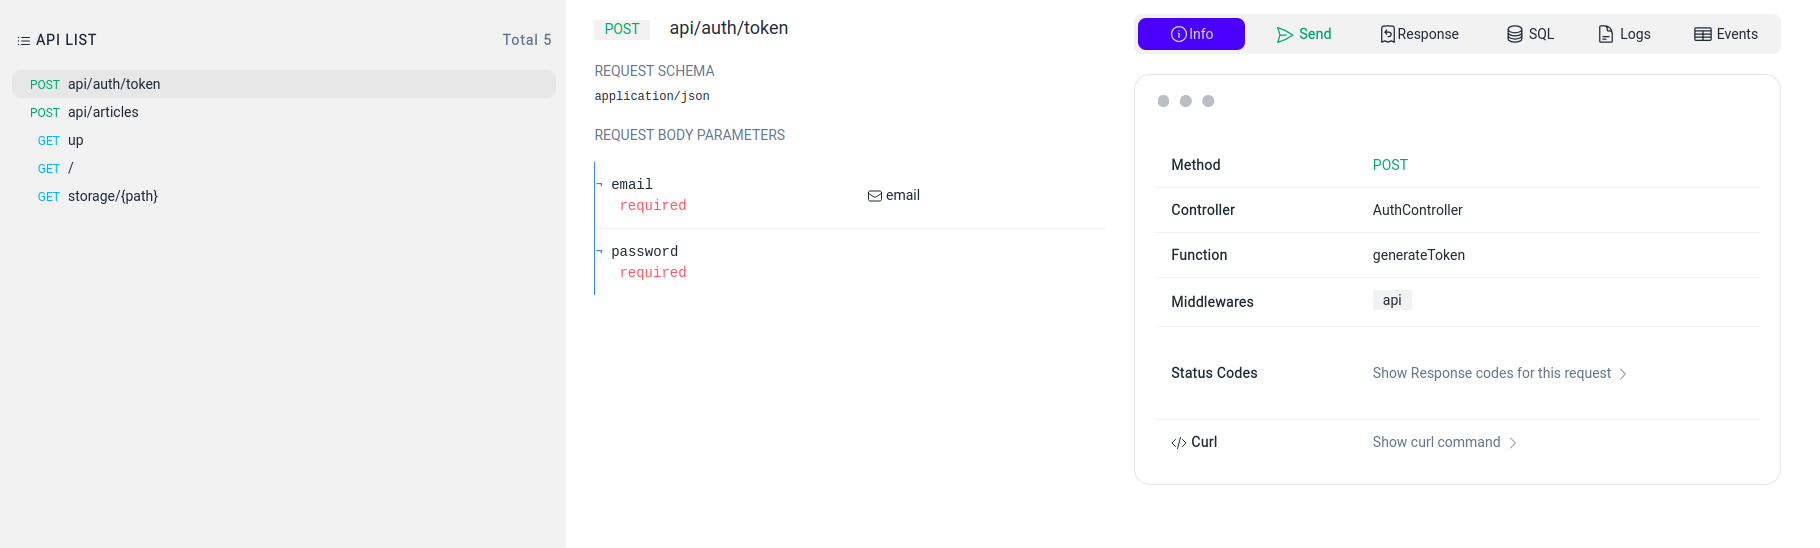 API LIST
Total 5
POST api/auth/token
POST api/articles
GET up
GET /
GET storage/{path}
POST api/auth/token
REQUEST SCHEMA
application/json
REQUEST BODY PARAMETERS
¬ email
required
email
¬ password
required
Info Send Response SQL Logs Events
Method POST
Controller AuthController
Function generateToken
Middlewares api
Status Codes Show Response codes for this request
</> Curl Show curl command